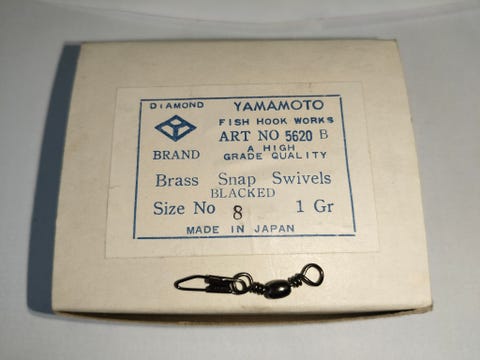 DIAMOND YAMAMOTO
FISH HOOK WORKS
ART NO 5620 B
A HIGH
BRAND GRADE QUALITY
Brass Snap Swivels
BLACKED
Size No 8 1 Gr
MADE IN JAPAN